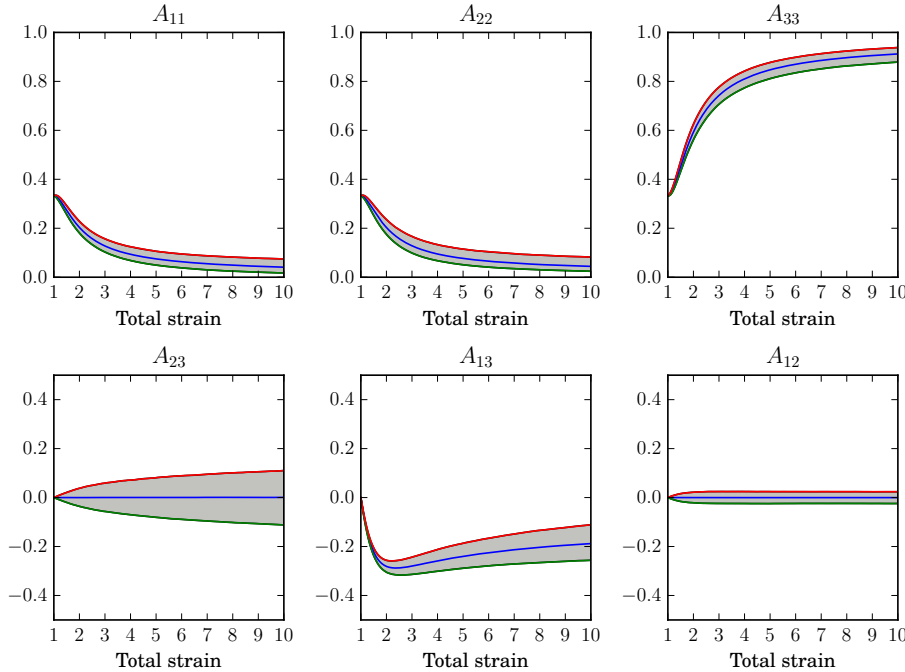 A11 A22 A33
1.0 1.0 1.0
0.8 0.8 0.8
0.6 0.6 0.6
0.4 0.4 0.4
0.2 0.2 0.2
0.0 0.0 0.0
1 2 3 4 5 6 7 8 9 10 1 2 3 4 5 6 7 8 9 10 1 2 3 4 5 6 7 8 9 10
Total strain Total strain Total strain
A23 A13 A12
0.4 0.4 0.4
0.2 0.2 0.2
0.0 0.0 0.0
−0.2 −0.2 −0.2
−0.4 −0.4 −0.4
1 2 3 4 5 6 7 8 9 10 1 2 3 4 5 6 7 8 9 10 1 2 3 4 5 6 7 8 9 10
Total strain Total strain Total strain